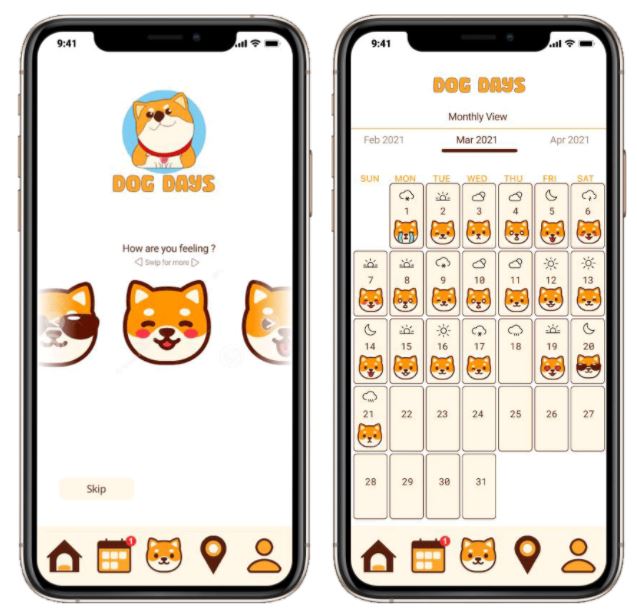 9:41
DOG DAYS
How are you feeling ?
Swip for more
Skip
1
9:41
DOG DAYS
Monthly View
Feb 2021 Mar 2021 Apr 2021
SUN MON TUE WED THU FRI SAT
1 2 3 4 5 6
7 8 9 10 11 12 13
14 15 16 17 18 19 20
21 22 23 24 25 26 27
28 29 30 31
1